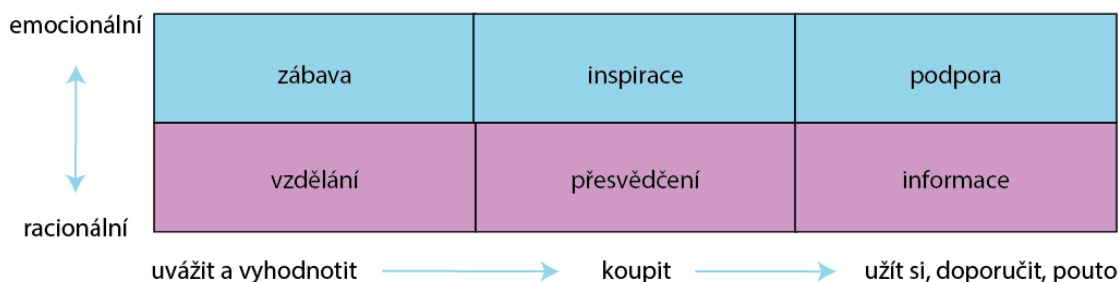 emocionální
zábava
inspirace
podpora
vzdělání
přesvědčení
informace
racionální
uvážit a vyhodnotit
koupit
užít si, doporučit, pouto